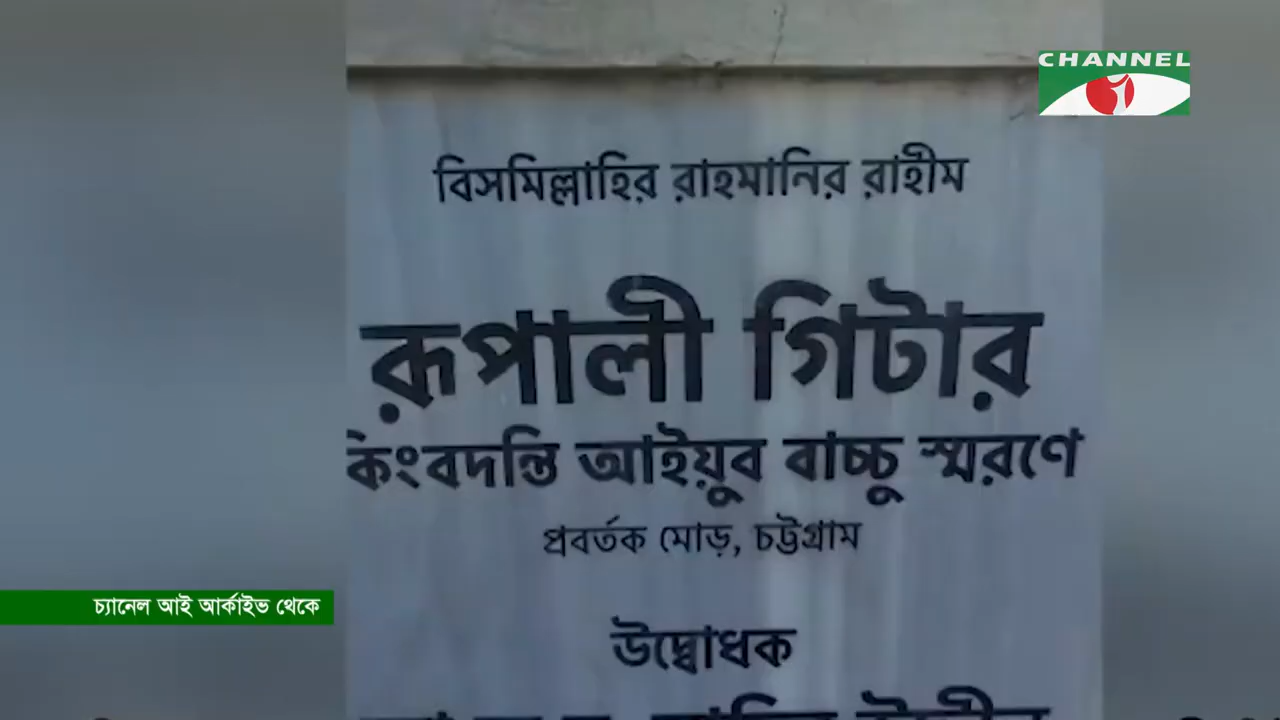 CHANNEL
বিসমিল্লাহির রাহমানির রাহীম
রূপালী গিটার
কিংবদন্তি আইয়ুব বাচ্চু স্মরণে
প্রবর্তক মোড়, চট্টগ্রাম
চ্যানেল আই আর্কাইভ থেকে
উদ্বোধক